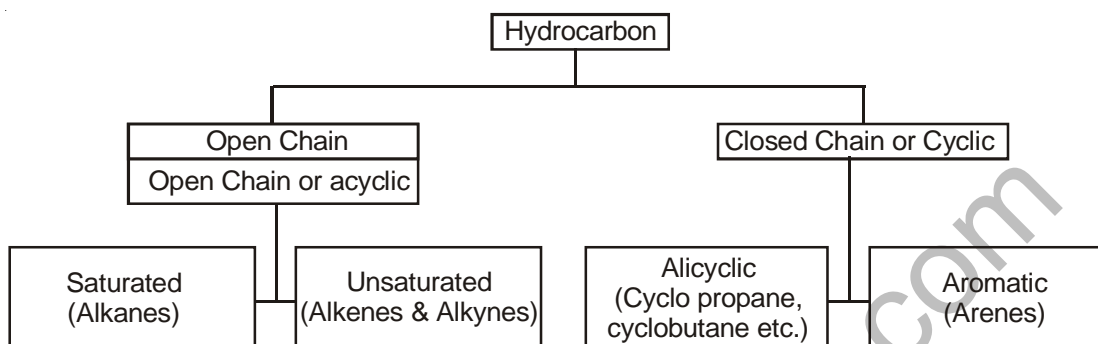 Hydrocarbon
Open Chain
Open Chain or acyclic
Closed Chain or Cyclic
Saturated
(Alkanes)
Unsaturated
(Alkenes & Alkynes)
Alicyclic
(Cyclo propane,
cyclobutane etc.)
Aromatic
(Arenes)
com